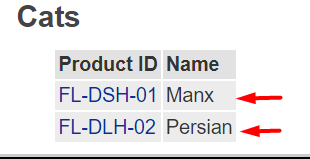 Cats
Product ID Name
FL-DSH-01 Manx
FL-DLH-02 Persian